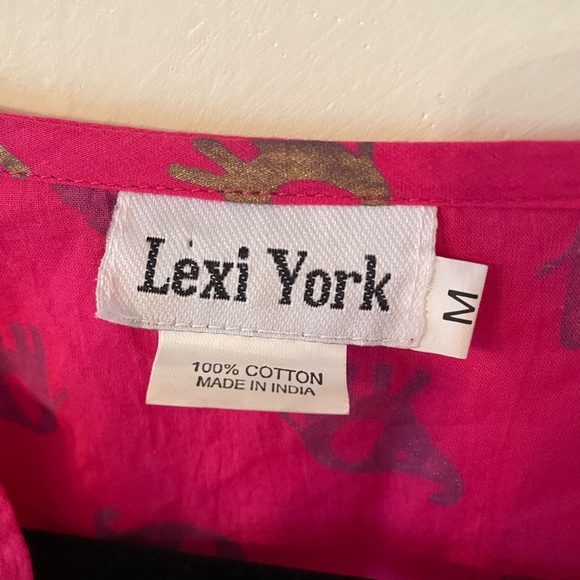 Lexi York
M
100% COTTON
MADE IN INDIA